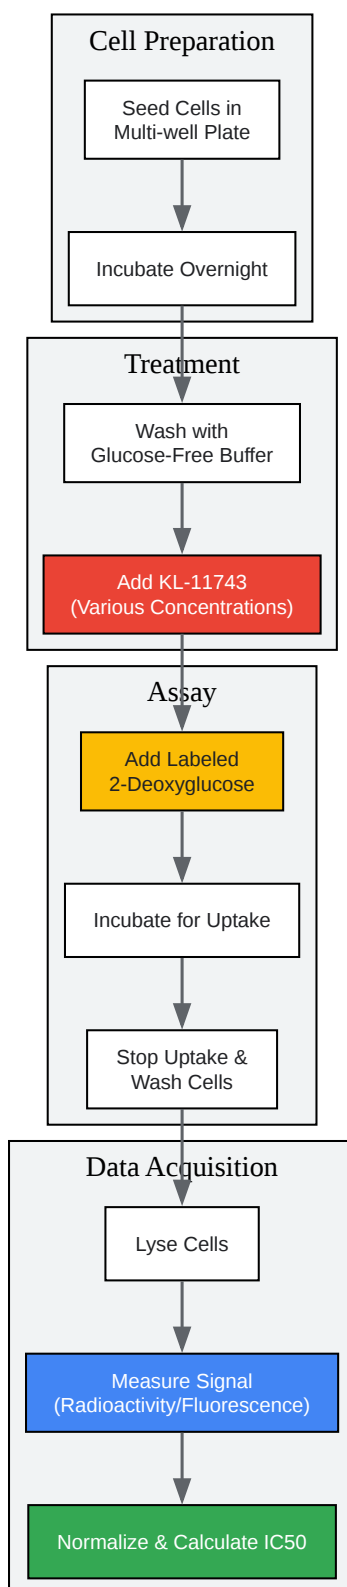 Cell Preparation
Seed Cells in
Multi-well Plate
Incubate Overnight
Treatment
Wash with
Glucose-Free Buffer
Add KL-11743
(Various Concentrations)
Assay
Add Labeled
2-Deoxyglucose
Incubate for Uptake
Stop Uptake &
Wash Cells
Data Acquisition
Lyse Cells
Measure Signal
(Radioactivity/Fluorescence)
Normalize & Calculate IC50